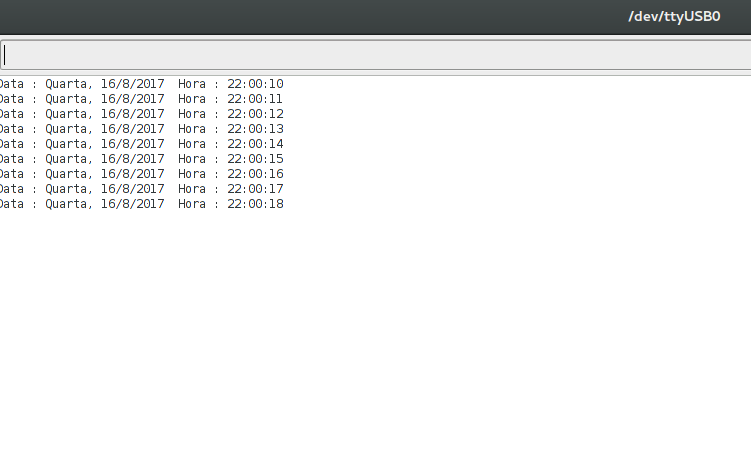 /dev/ttyUSB0
Data : Quarta, 16/8/2017  Hora : 22:00:10
Data : Quarta, 16/8/2017  Hora : 22:00:11
Data : Quarta, 16/8/2017  Hora : 22:00:12
Data : Quarta, 16/8/2017  Hora : 22:00:13
Data : Quarta, 16/8/2017  Hora : 22:00:14
Data : Quarta, 16/8/2017  Hora : 22:00:15
Data : Quarta, 16/8/2017  Hora : 22:00:16
Data : Quarta, 16/8/2017  Hora : 22:00:17
Data : Quarta, 16/8/2017  Hora : 22:00:18